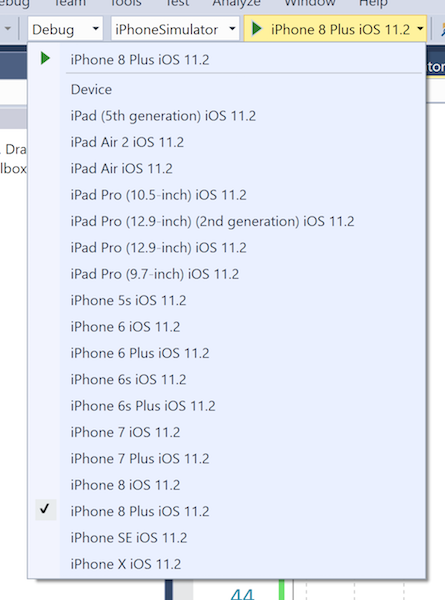 ebug Team Tools Test Analyze Window Help
Debug iPhoneSimulator iPhone 8 Plus iOS 11.2
iPhone 8 Plus iOS 11.2
tor
Device
iPad (5th generation) iOS 11.2
. Dra
iPad Air 2 iOS 11.2
lbox
iPad Air iOS 11.2
iPad Pro (10.5-inch) iOS 11.2
iPad Pro (12.9-inch) (2nd generation) iOS 11.2
iPad Pro (12.9-inch) iOS 11.2
iPad Pro (9.7-inch) iOS 11.2
iPhone 5s iOS 11.2
iPhone 6 iOS 11.2
iPhone 6 Plus iOS 11.2
iPhone 6s iOS 11.2
iPhone 6s Plus iOS 11.2
iPhone 7 iOS 11.2
iPhone 7 Plus iOS 11.2
iPhone 8 iOS 11.2
iPhone 8 Plus iOS 11.2
iPhone SE iOS 11.2
iPhone X iOS 11.2
44